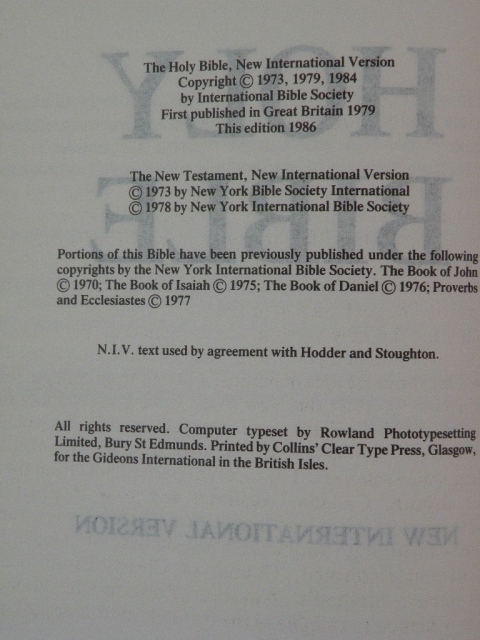 The Holy Bible, New International Version
Copyright © 1973, 1979, 1984
by International Bible Society
First published in Great Britain 1979
This edition 1986
The New Testament, New International Version
© 1973 by New York Bible Society International
© 1978 by New York International Bible Society
Portions of this Bible have been previously published under the following
copyrights by the New York International Bible Society. The Book of John
© 1970; The Book of Isaiah © 1975; The Book of Daniel © 1976; Proverbs
and Ecclesiastes © 1977
N.I.V. text used by agreement with Hodder and Stoughton.
All rights reserved. Computer typeset by Rowland Phototypesetting
Limited, Bury St Edmunds. Printed by Collins' Clear Type Press, Glasgow,
for the Gideons International in the British Isles.
HOLY
BIBLE
NEW INTERNATIONAL VERSION